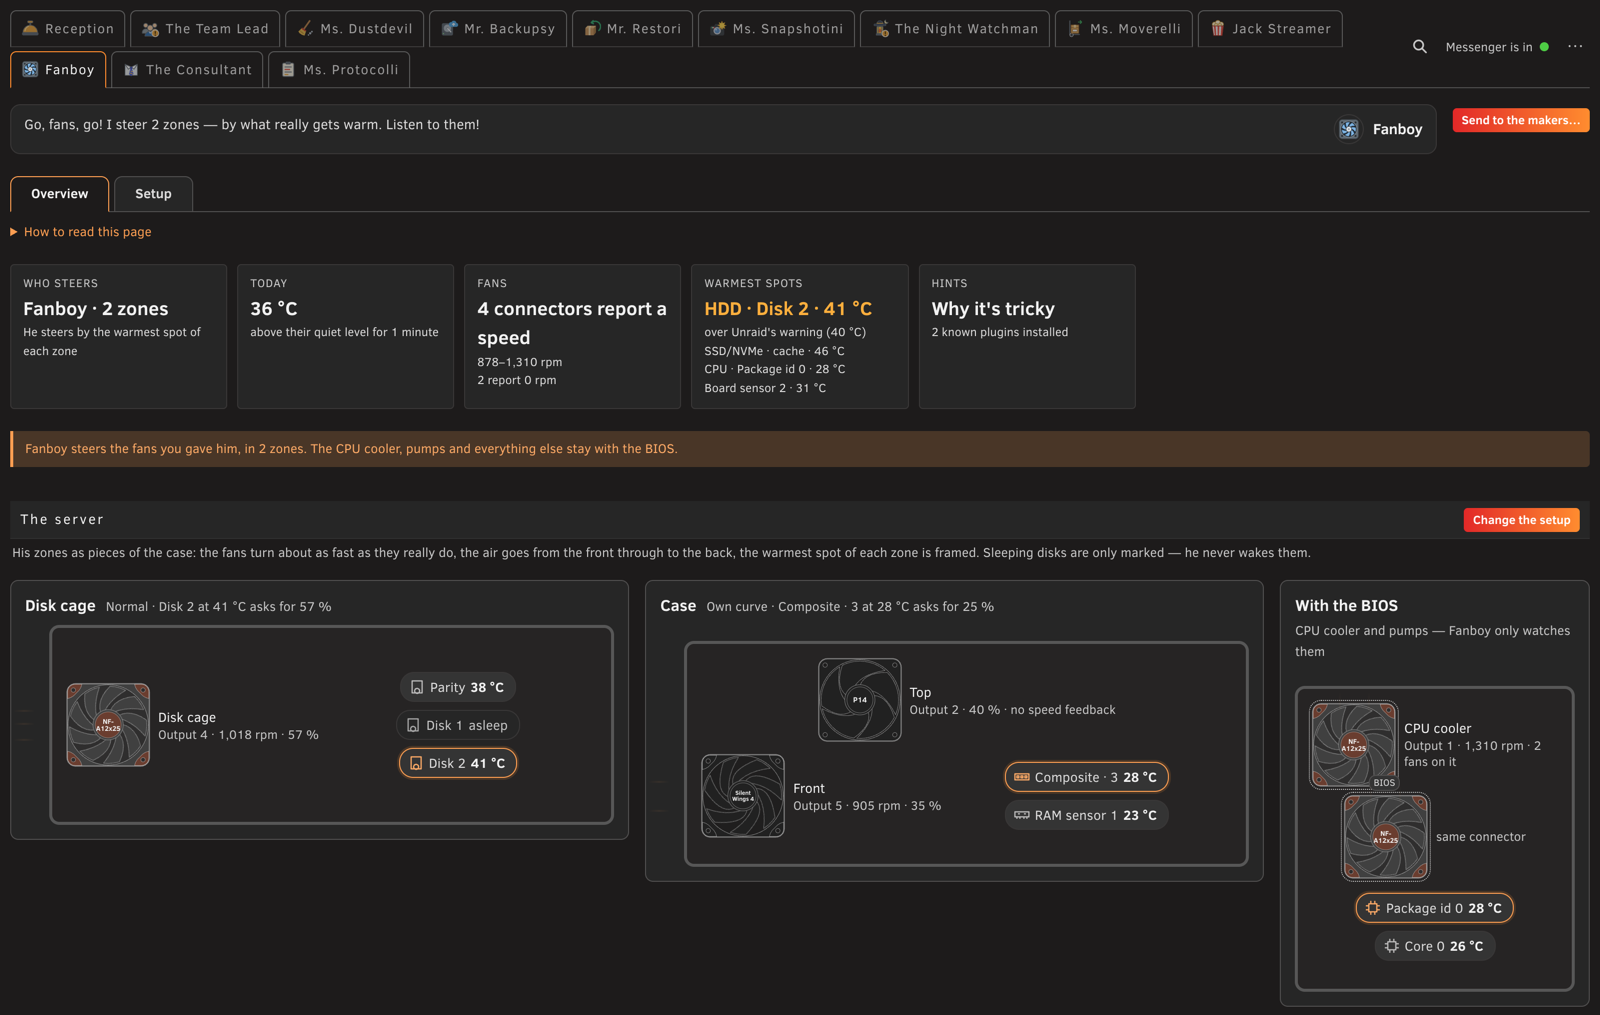 Reception
The Team Lead
Ms. Dustdevil
Mr. Backupsy
Mr. Restori
Ms. Snapshotini
The Night Watchman
Ms. Moverelli
Jack Streamer
Messenger is in
Fanboy
The Consultant
Ms. Protocolli
Go, fans, go! I steer 2 zones — by what really gets warm. Listen to them!
Fanboy
Send to the makers...
Overview
Setup
How to read this page
WHO STEERS
Fanboy · 2 zones
He steers by the warmest spot of
each zone
TODAY
36 °C
above their quiet level for 1 minute
FANS
4 connectors report a
speed
878–1,310 rpm
2 report 0 rpm
WARMEST SPOTS
HDD · Disk 2 · 41 °C
over Unraid's warning (40 °C)
SSD/NVMe · cache · 46 °C
CPU · Package id 0 · 28 °C
Board sensor 2 · 31 °C
HINTS
Why it's tricky
2 known plugins installed
Fanboy steers the fans you gave him, in 2 zones. The CPU cooler, pumps and everything else stay with the BIOS.
The server
Change the setup
His zones as pieces of the case: the fans turn about as fast as they really do, the air goes from the front through to the back, the warmest spot of each zone is framed. Sleeping disks are only marked — he never wakes them.
Disk cage Normal · Disk 2 at 41 °C asks for 57 %
NF-
A12x25
Disk cage
Output 4 · 1,018 rpm · 57 %
Parity 38 °C
Disk 1 asleep
Disk 2 41 °C
Case Own curve · Composite · 3 at 28 °C asks for 25 %
P14
Top
Output 2 · 40 % · no speed feedback
Silent
Wings 4
Front
Output 5 · 905 rpm · 35 %
Composite · 3 28 °C
RAM sensor 1 23 °C
With the BIOS
CPU cooler and pumps — Fanboy only watches
them
NF-
A12x25
BIOS
CPU cooler
Output 1 · 1,310 rpm · 2
fans on it
NF-
A12x25
same connector
Package id 0 28 °C
Core 0 26 °C